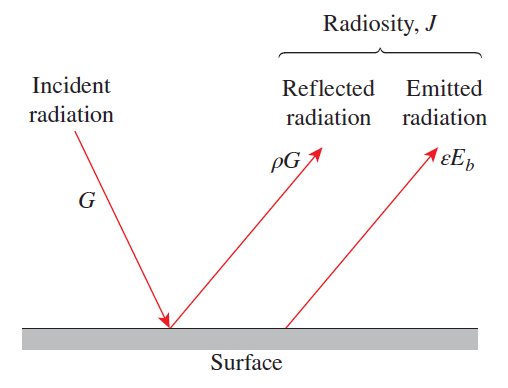 Radiosity, J
Incident
radiation
Reflected
radiation
Emitted
radiation
G
ρG
εE_b
Surface